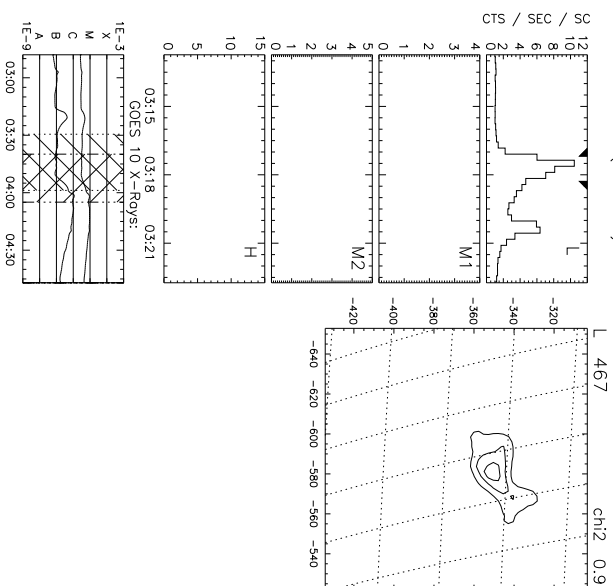 CTS / SEC / SC
0 2 4 6 8 10 12
L
0 1 2 3 4
M1
0 1 2 3 4 5
M2
0 5 10 15
H
03:15 03:18 03:21
GOES 10 X-Rays:
1E-9 A B C M X 1E-3
03:00 03:30 04:00 04:30
L 467 chi2 0.9
-420 -400 -380 -360 -340 -320
-640 -620 -600 -580 -560 -540